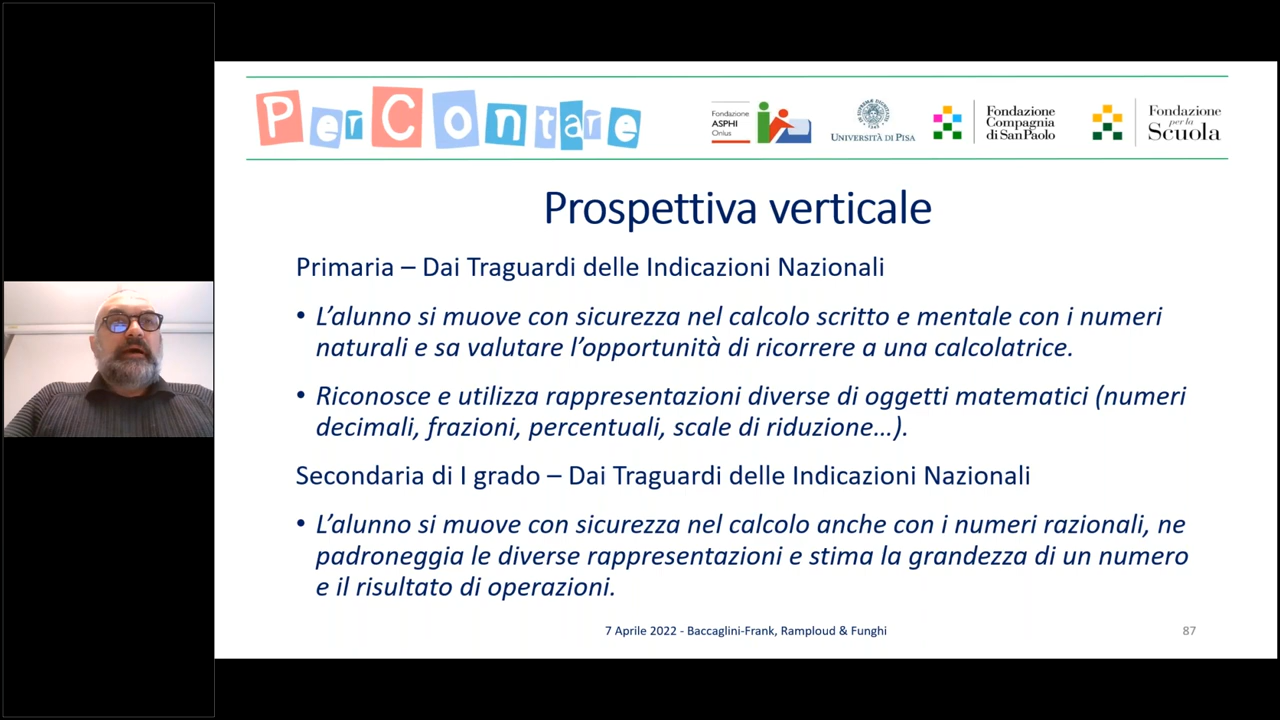 PerContare
Fondazione
ASPHI
Onlus
UNIVERSITÀ DI PISA
Fondazione
Compagnia
di San Paolo
Fondazione
per la
Scuola
Prospettiva verticale
Primaria – Dai Traguardi delle Indicazioni Nazionali
• L’alunno si muove con sicurezza nel calcolo scritto e mentale con i numeri
naturali e sa valutare l’opportunità di ricorrere a una calcolatrice.
• Riconosce e utilizza rappresentazioni diverse di oggetti matematici (numeri
decimali, frazioni, percentuali, scale di riduzione…).
Secondaria di I grado – Dai Traguardi delle Indicazioni Nazionali
• L’alunno si muove con sicurezza nel calcolo anche con i numeri razionali, ne
padroneggia le diverse rappresentazioni e stima la grandezza di un numero
e il risultato di operazioni.
7 Aprile 2022 - Baccaglini-Frank, Ramploud & Funghi
87